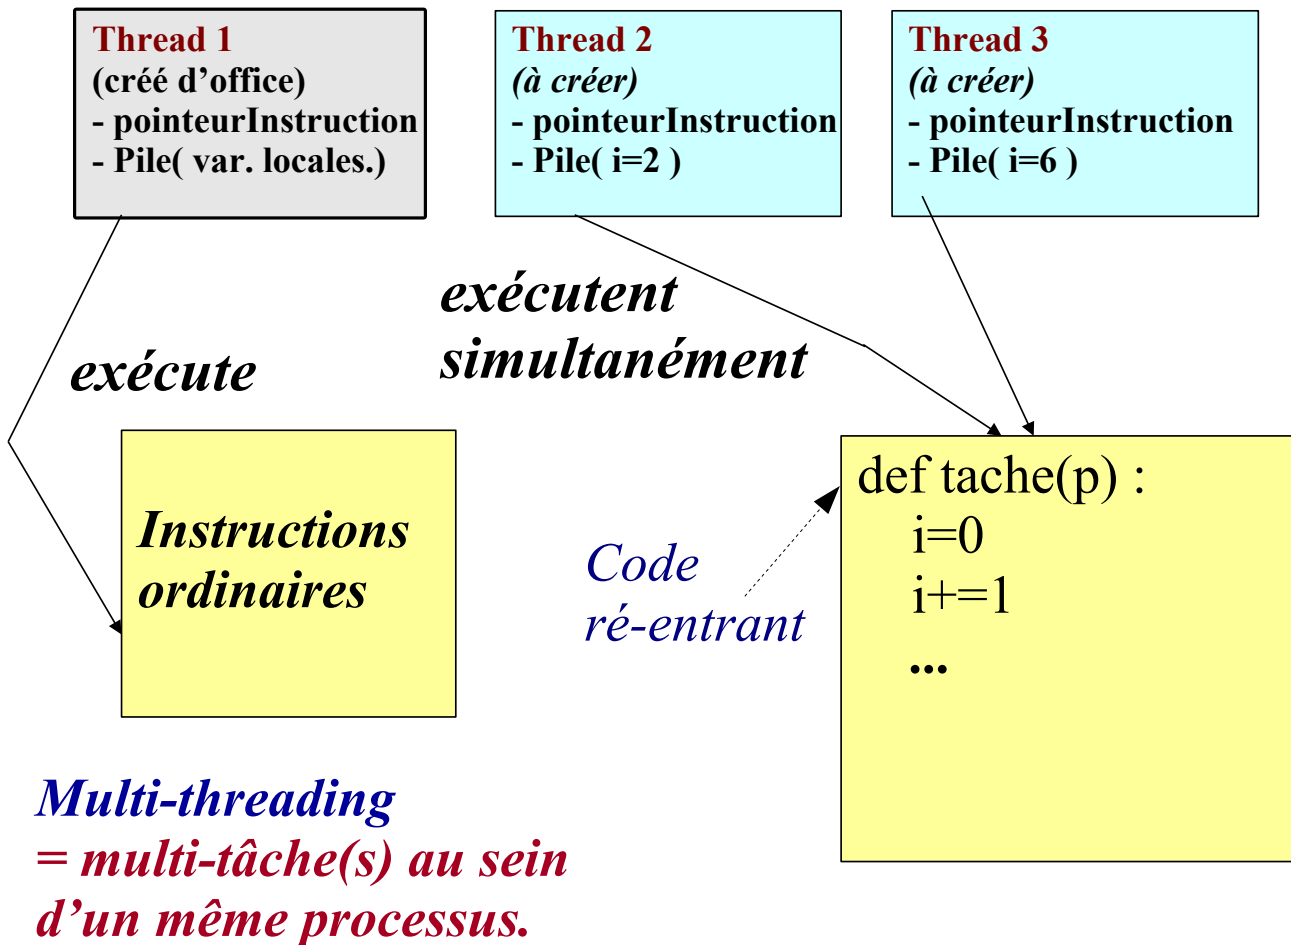 Thread 1
(créé d’office)
- pointeurInstruction
- Pile( var. locales.)
Thread 2
(à créer)
- pointeurInstruction
- Pile( i=2 )
Thread 3
(à créer)
- pointeurInstruction
- Pile( i=6 )
exécute
exécutent
simultanément
Instructions
ordinaires
Code
ré-entrant
def tache(p) :
i=0
i+=1
...
Multi-threading
= multi-tâche(s) au sein
d’un même processus.